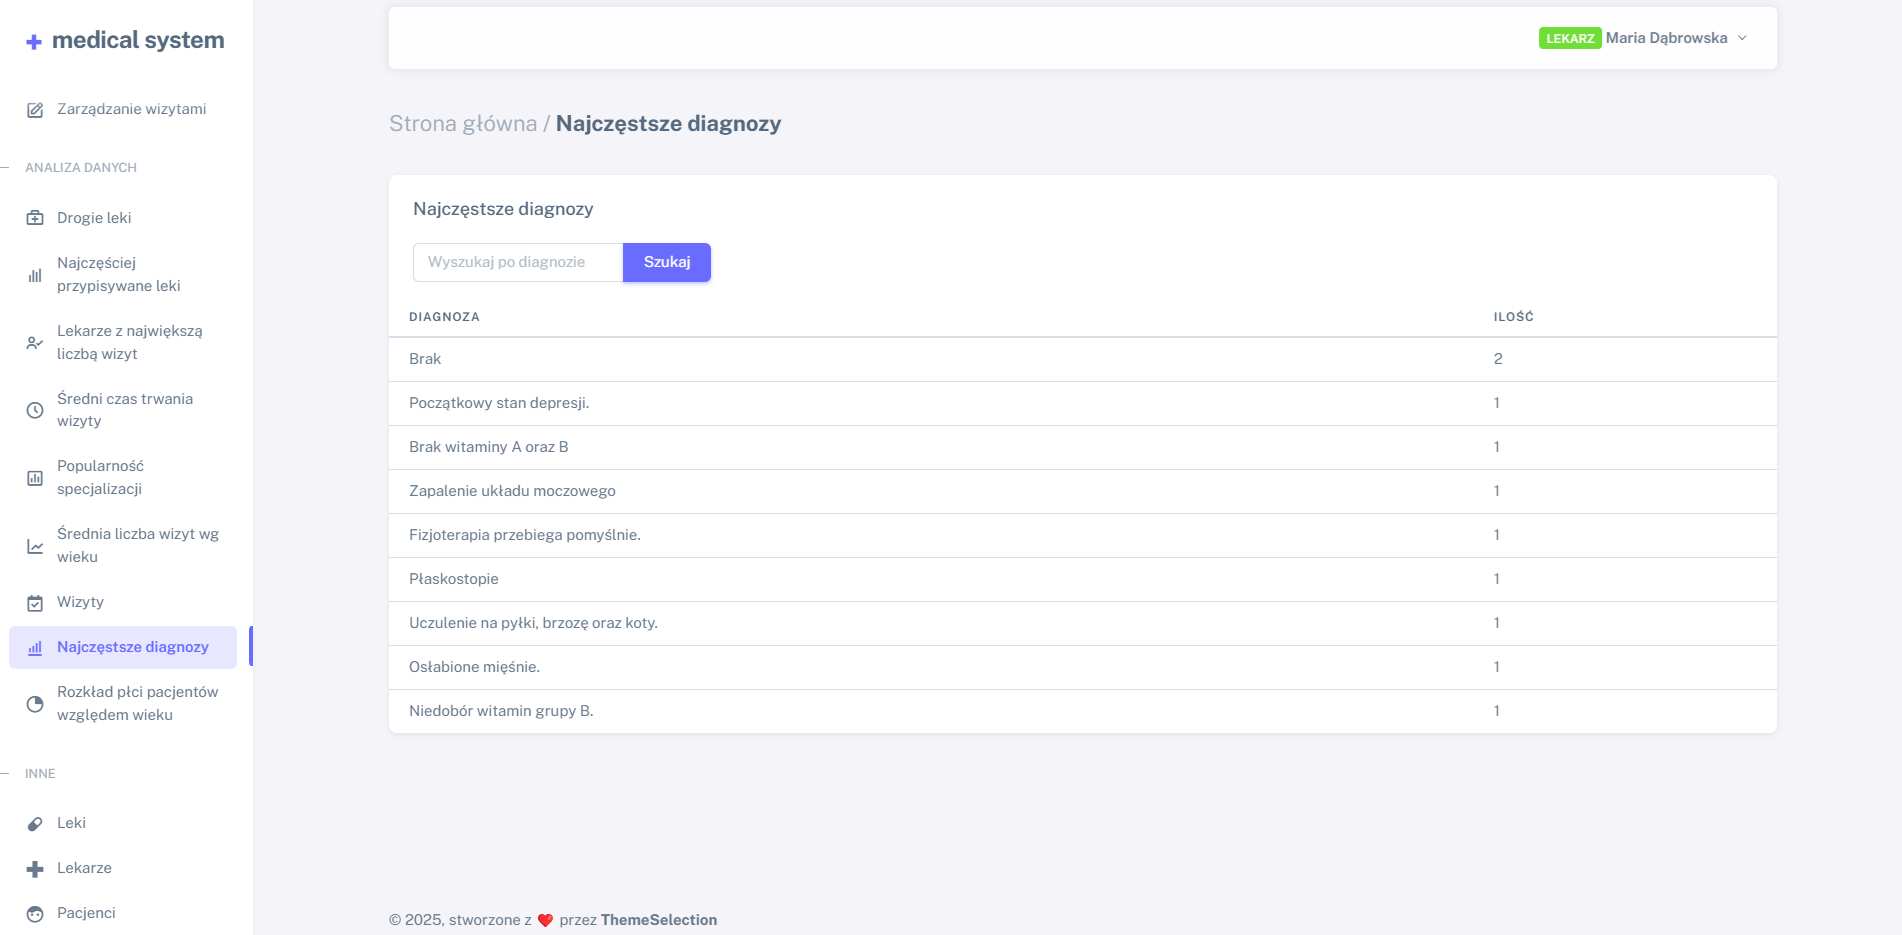 medical system
Zarządzanie wizytami
ANALIZA DANYCH
Drogie leki
Najczęściej
przypisywane leki
Lekarze z największą
liczbą wizyt
Średni czas trwania
wizyty
Popularność
specjalizacji
Średnia liczba wizyt wg
wieku
Wizyty
Najczęstsze diagnozy
Rozkład płci pacjentów
względem wieku
INNE
Leki
Lekarze
Pacjenci
LEKARZ Maria Dąbrowska
Strona główna / Najczęstsze diagnozy
Najczęstsze diagnozy
Wyszukaj po diagnozie Szukaj
DIAGNOZA ILOŚĆ
Brak 2
Początkowy stan depresji. 1
Brak witaminy A oraz B 1
Zapalenie układu moczowego 1
Fizjoterapia przebiega pomyślnie. 1
Płaskostopie 1
Uczulenie na pyłki, brzozę oraz koty. 1
Osłabione mięśnie. 1
Niedobór witamin grupy B. 1
© 2025, stworzone z ❤️ przez ThemeSelection